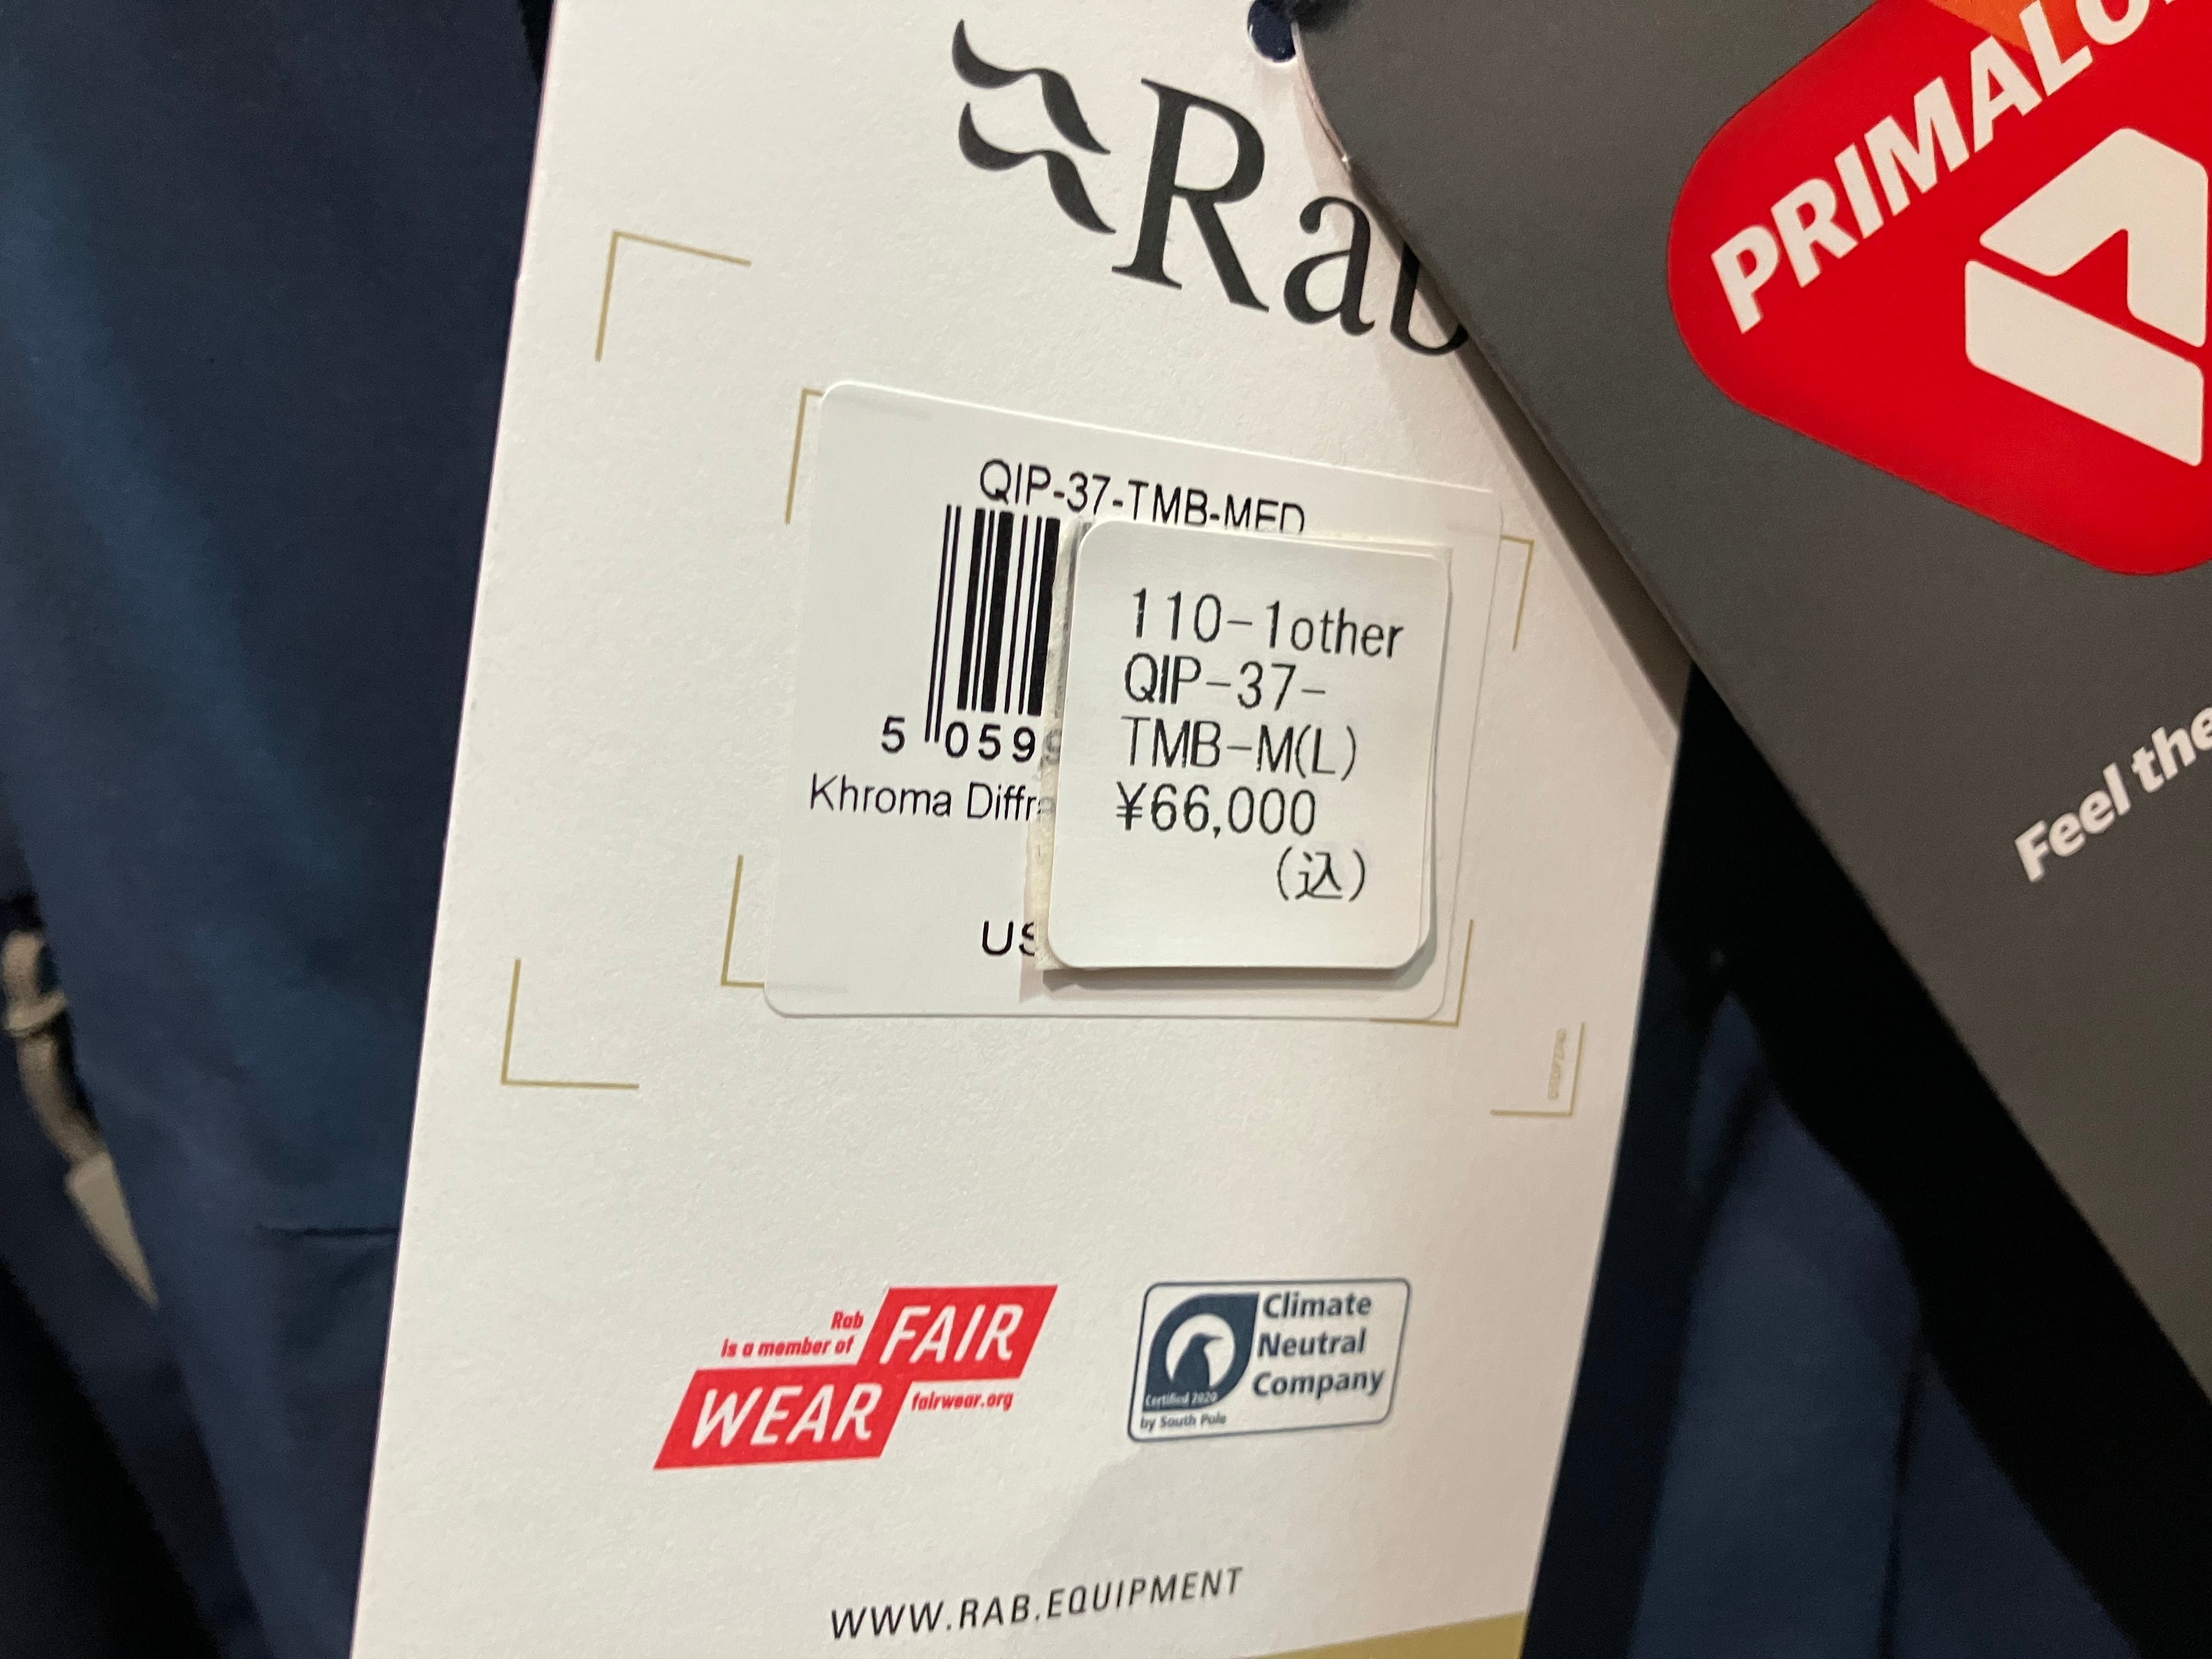 Rab
PRIMALO
QIP-37-TMB-MED
5 059
Khroma Diffr
US
110-1other
QIP-37-
TMB-M(L)
¥66,000
(込)
Feel the
Rab
is a member of
FAIR
WEAR
fairwear.org
Climate
Neutral
Company
Certified 2020
by South Pole
WWW.RAB.EQUIPMENT